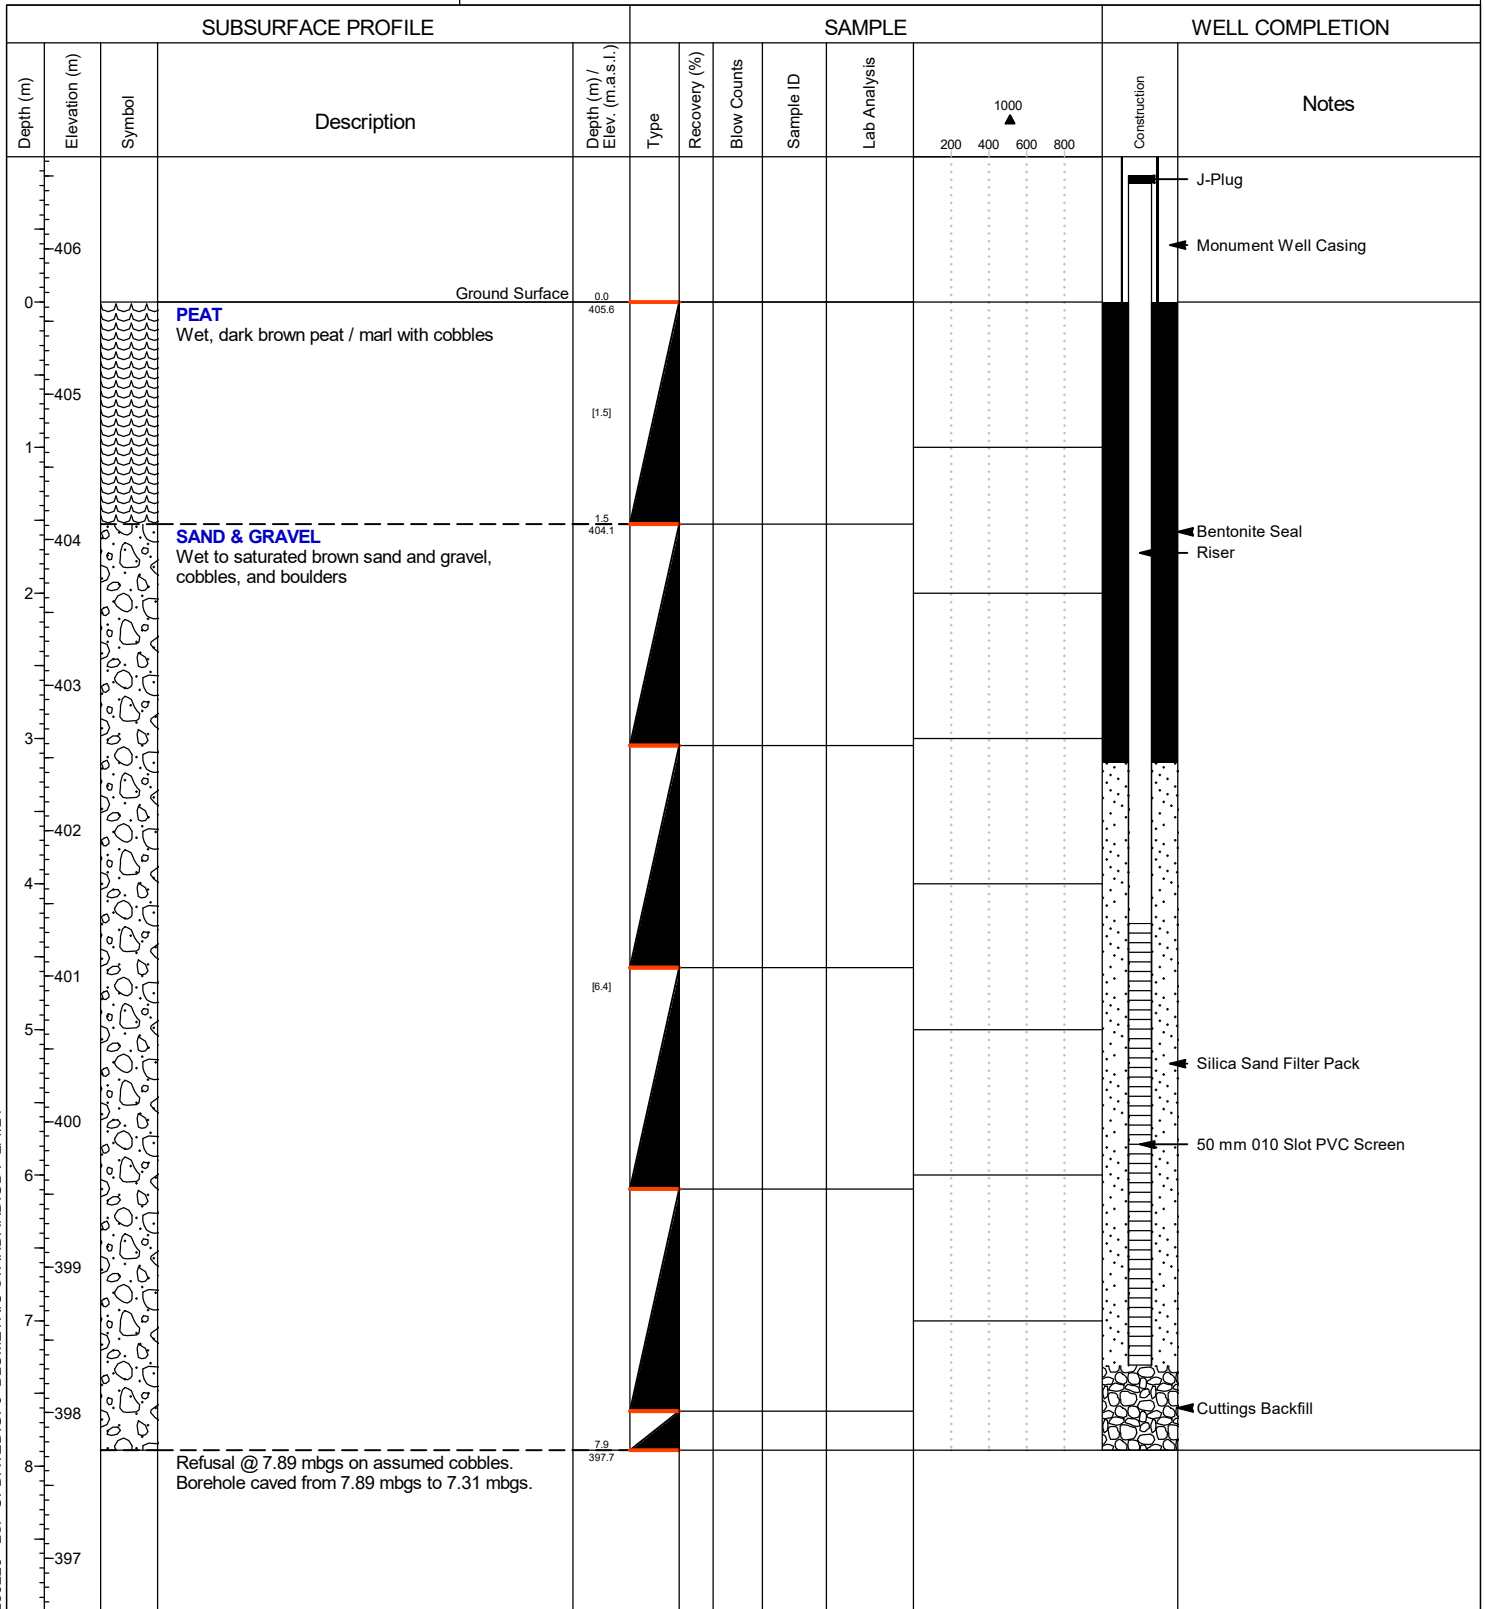 SUBSURFACE PROFILE SAMPLE WELL COMPLETION
Depth (m) Elevation (m) Symbol Description Depth (m) / Elev. (m.a.s.l.) Type Recovery (%) Blow Counts Sample ID Lab Analysis Construction Notes
1000
200 400 600 800
J-Plug
406 Monument Well Casing
Ground Surface 0.0
0 405.6
PEAT
Wet, dark brown peat / marl with cobbles
405
[1.5]
1
1.5
404.1
Bentonite Seal
SAND & GRAVEL
404
Wet to saturated brown sand and gravel, Riser
cobbles, and boulders
2
403
3
402
4
401
[6.4]
5
Silica Sand Filter Pack
400
50 mm 010 Slot PVC Screen
6
399
7
398 Cuttings Backfill
7.9
397.7
Refusal @ 7.89 mbgs on assumed cobbles.
8
Borehole caved from 7.89 mbgs to 7.31 mbgs.
397